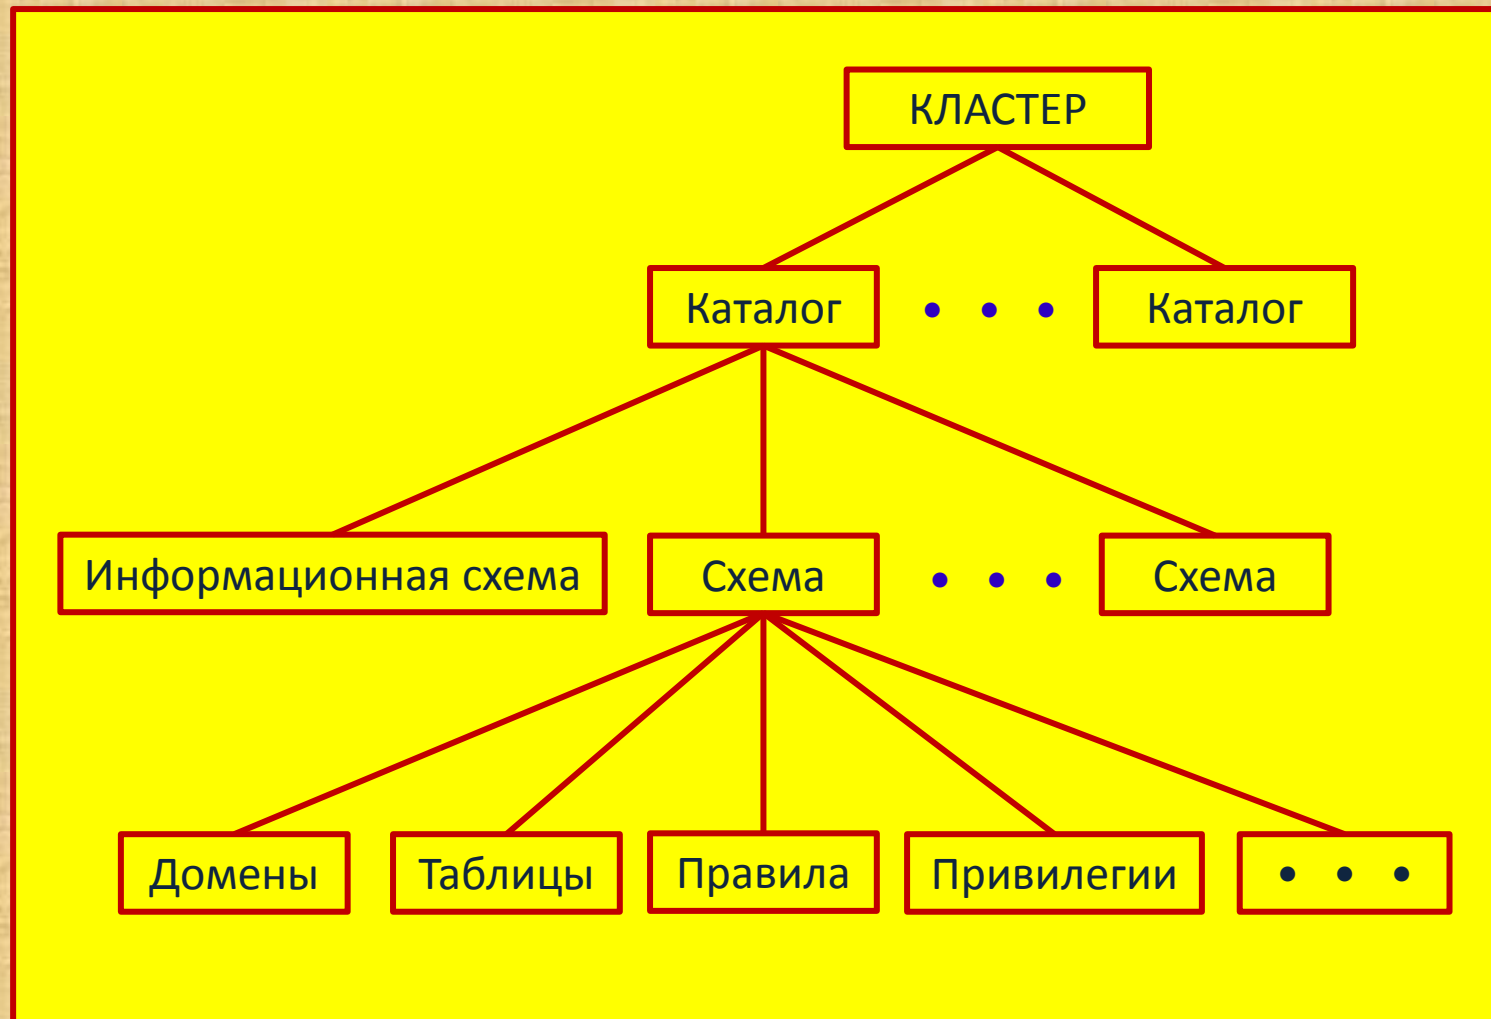 КЛАСТЕР
Каталог • • • Каталог
Информационная схема Схема • • • Схема
Домены Таблицы Правила Привилегии • • •